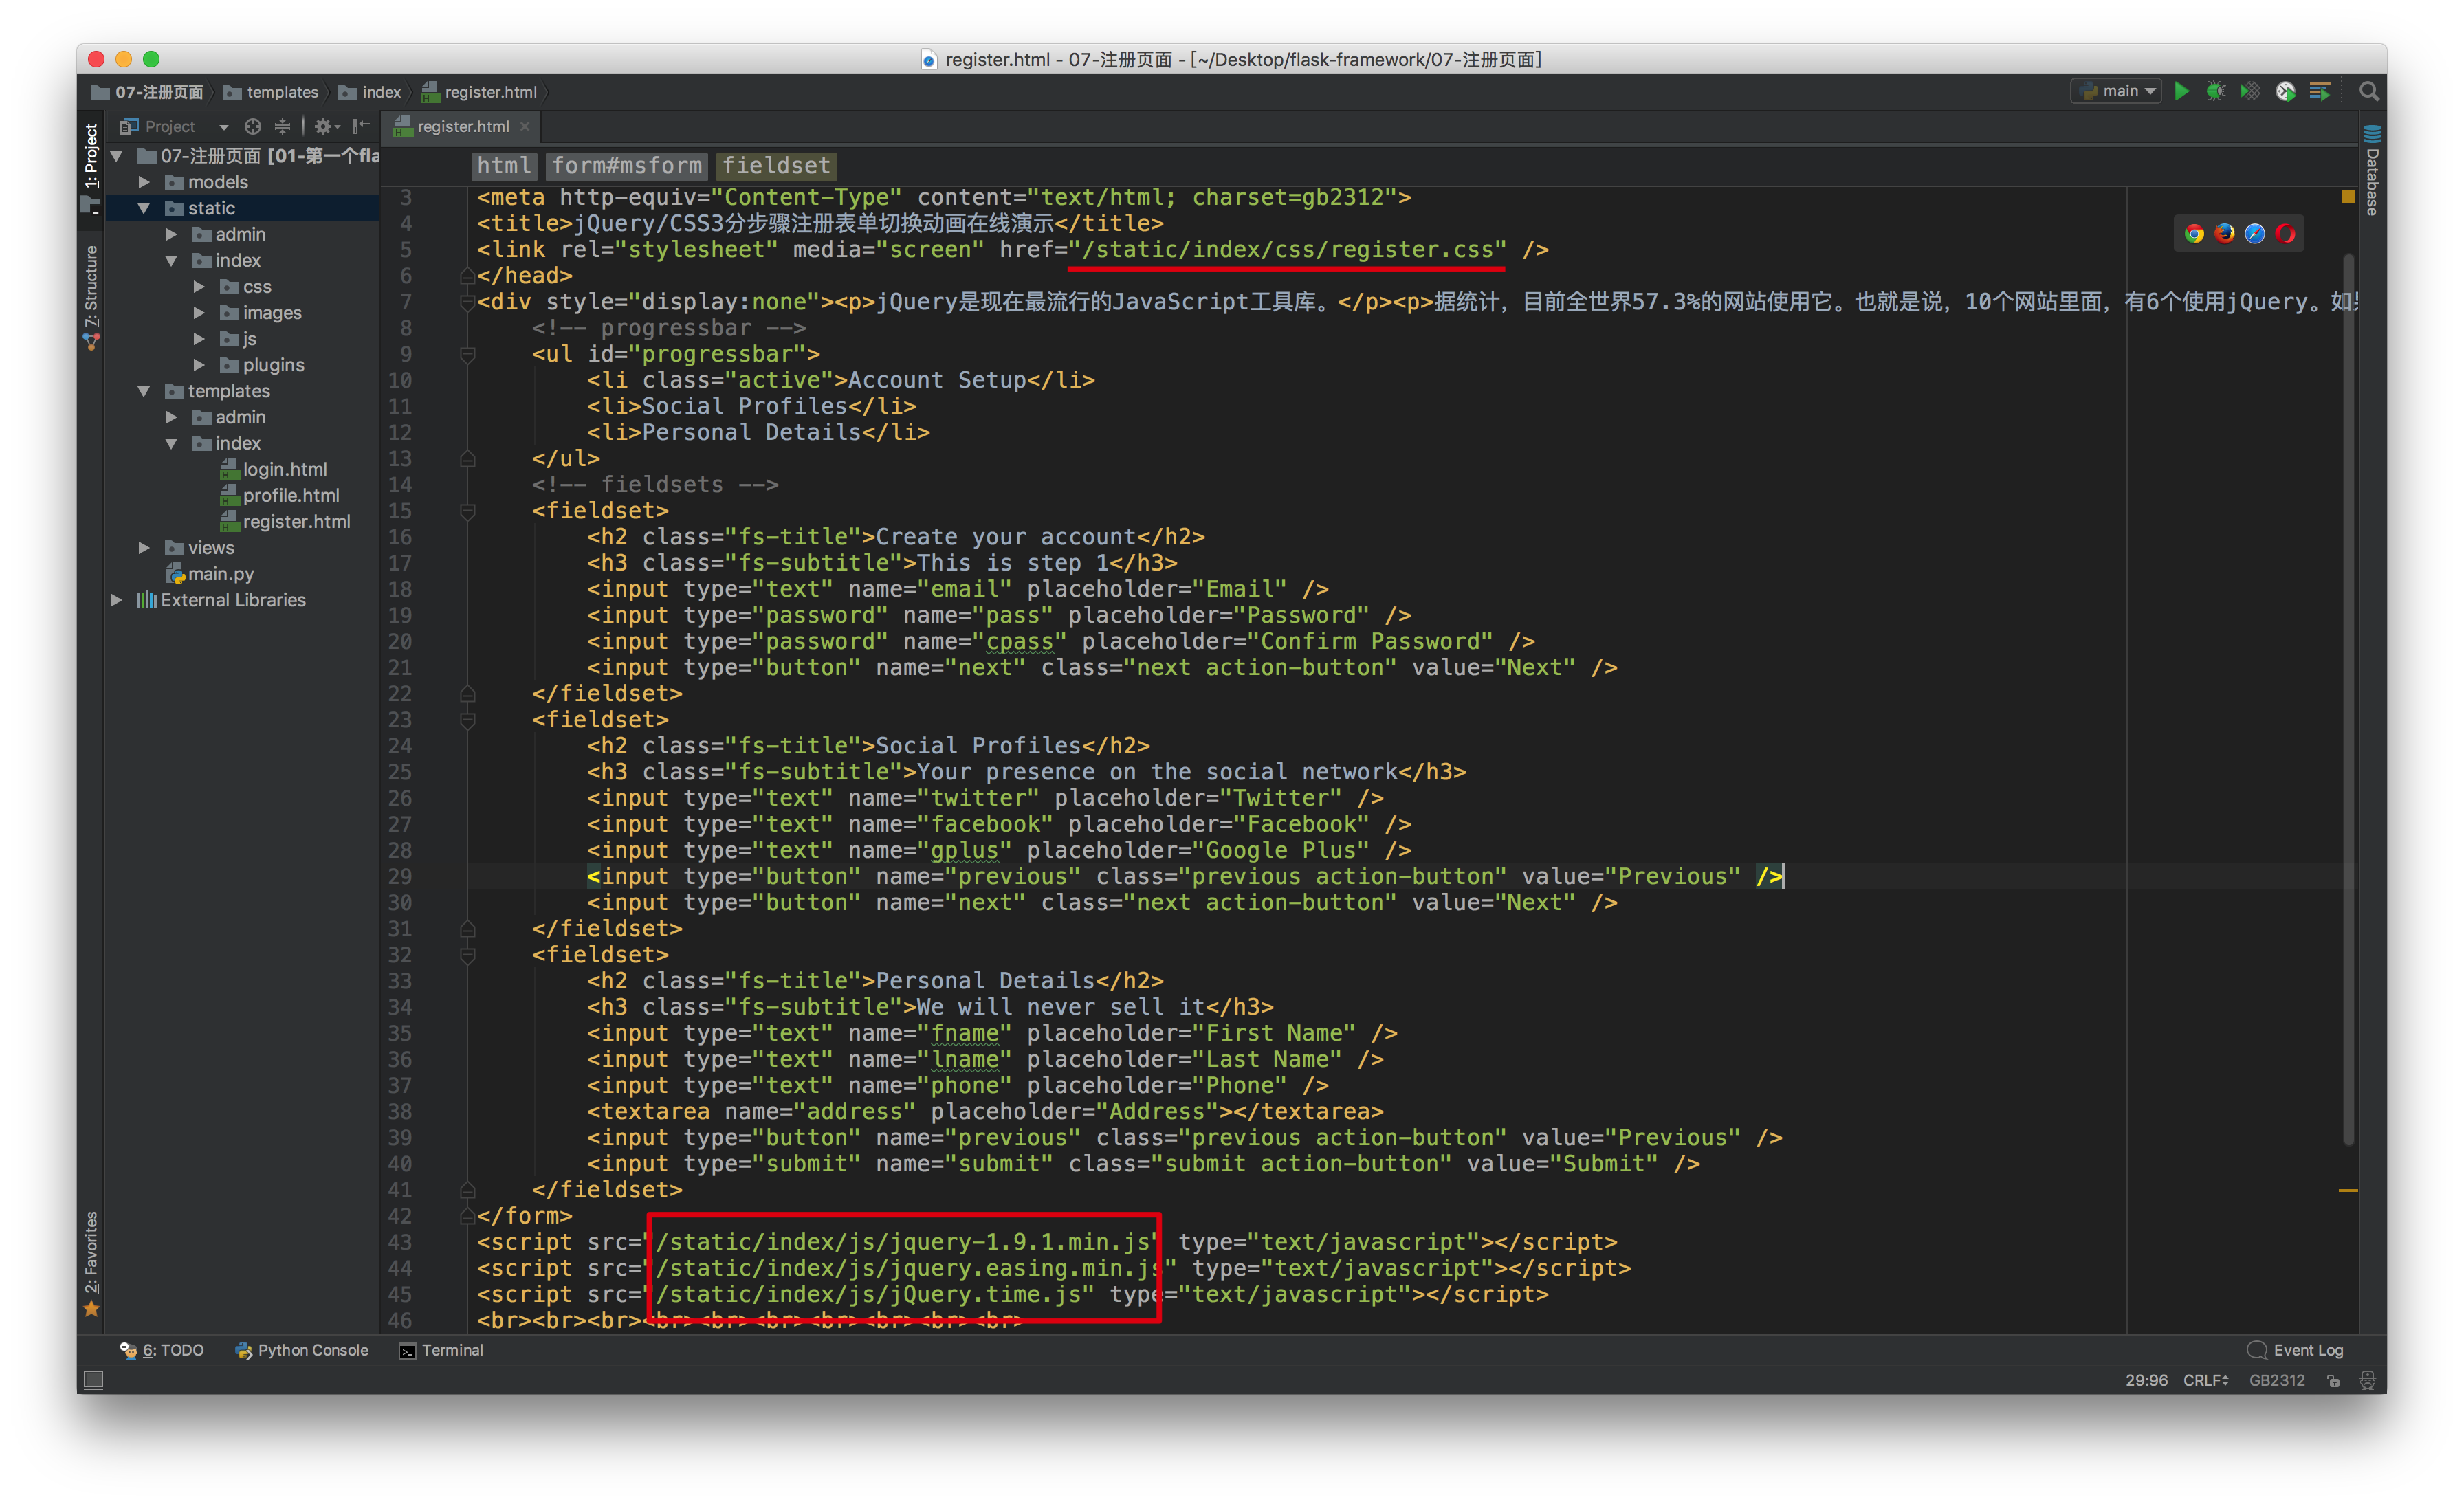 register.html - 07-注册页面 - [~/Desktop/flask-framework/07-注册页面]
07-注册页面 templates index register.html main
Project register.html
html form#msform fieldset
1: Project
Z: Structure
2: Favorites
Database
07-注册页面 [01-第一个fla
models
static
admin
index
css
images
js
plugins
templates
admin
index
login.html
profile.html
register.html
views
main.py
External Libraries
3 <meta http-equiv="Content-Type" content="text/html; charset=gb2312">
4 <title>jQuery/CSS3分步骤注册表单切换动画在线演示</title>
5 <link rel="stylesheet" media="screen" href="/static/index/css/register.css" />
6 </head>
7 <div style="display:none"><p>jQuery是现在最流行的JavaScript工具库。</p><p>据统计，目前全世界57.3%的网站使用它。也就是说，10个网站里面，有6个使用jQuery。如
8 <!-- progressbar -->
9 <ul id="progressbar">
10 <li class="active">Account Setup</li>
11 <li>Social Profiles</li>
12 <li>Personal Details</li>
13 </ul>
14 <!-- fieldsets -->
15 <fieldset>
16 <h2 class="fs-title">Create your account</h2>
17 <h3 class="fs-subtitle">This is step 1</h3>
18 <input type="text" name="email" placeholder="Email" />
19 <input type="password" name="pass" placeholder="Password" />
20 <input type="password" name="cpass" placeholder="Confirm Password" />
21 <input type="button" name="next" class="next action-button" value="Next" />
22 </fieldset>
23 <fieldset>
24 <h2 class="fs-title">Social Profiles</h2>
25 <h3 class="fs-subtitle">Your presence on the social network</h3>
26 <input type="text" name="twitter" placeholder="Twitter" />
27 <input type="text" name="facebook" placeholder="Facebook" />
28 <input type="text" name="gplus" placeholder="Google Plus" />
29 <input type="button" name="previous" class="previous action-button" value="Previous" />
30 <input type="button" name="next" class="next action-button" value="Next" />
31 </fieldset>
32 <fieldset>
33 <h2 class="fs-title">Personal Details</h2>
34 <h3 class="fs-subtitle">We will never sell it</h3>
35 <input type="text" name="fname" placeholder="First Name" />
36 <input type="text" name="lname" placeholder="Last Name" />
37 <input type="text" name="phone" placeholder="Phone" />
38 <textarea name="address" placeholder="Address"></textarea>
39 <input type="button" name="previous" class="previous action-button" value="Previous" />
40 <input type="submit" name="submit" class="submit action-button" value="Submit" />
41 </fieldset>
42 </form>
43 <script src="/static/index/js/jquery-1.9.1.min.js" type="text/javascript"></script>
44 <script src="/static/index/js/jquery.easing.min.js" type="text/javascript"></script>
45 <script src="/static/index/js/jQuery.time.js" type="text/javascript"></script>
46 <br><br><br><br><br><br><br><br><br><br>
6: TODO Python Console Terminal Event Log
29:96 CRLF GB2312